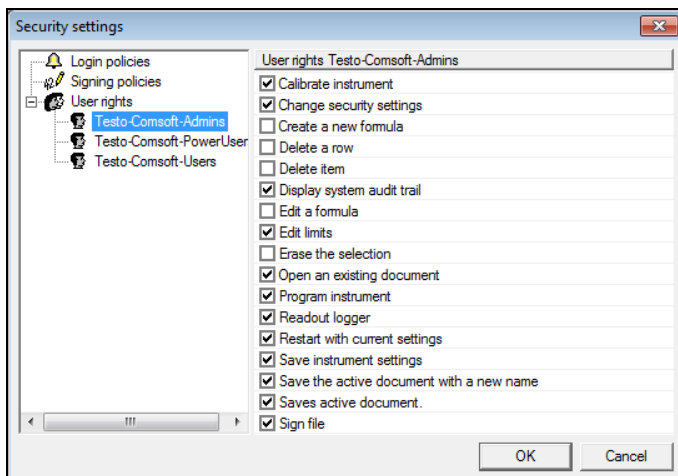 Security settings
Login policies
Signing policies
User rights
Testo-Comsoft-Admins
Testo-Comsoft-PowerUser
Testo-Comsoft-Users
User rights Testo-Comsoft-Admins
Calibrate instrument
Change security settings
Create a new formula
Delete a row
Delete item
Display system audit trail
Edit a formula
Edit limits
Erase the selection
Open an existing document
Program instrument
Readout logger
Restart with current settings
Save instrument settings
Save the active document with a new name
Saves active document.
Sign file
OK
Cancel